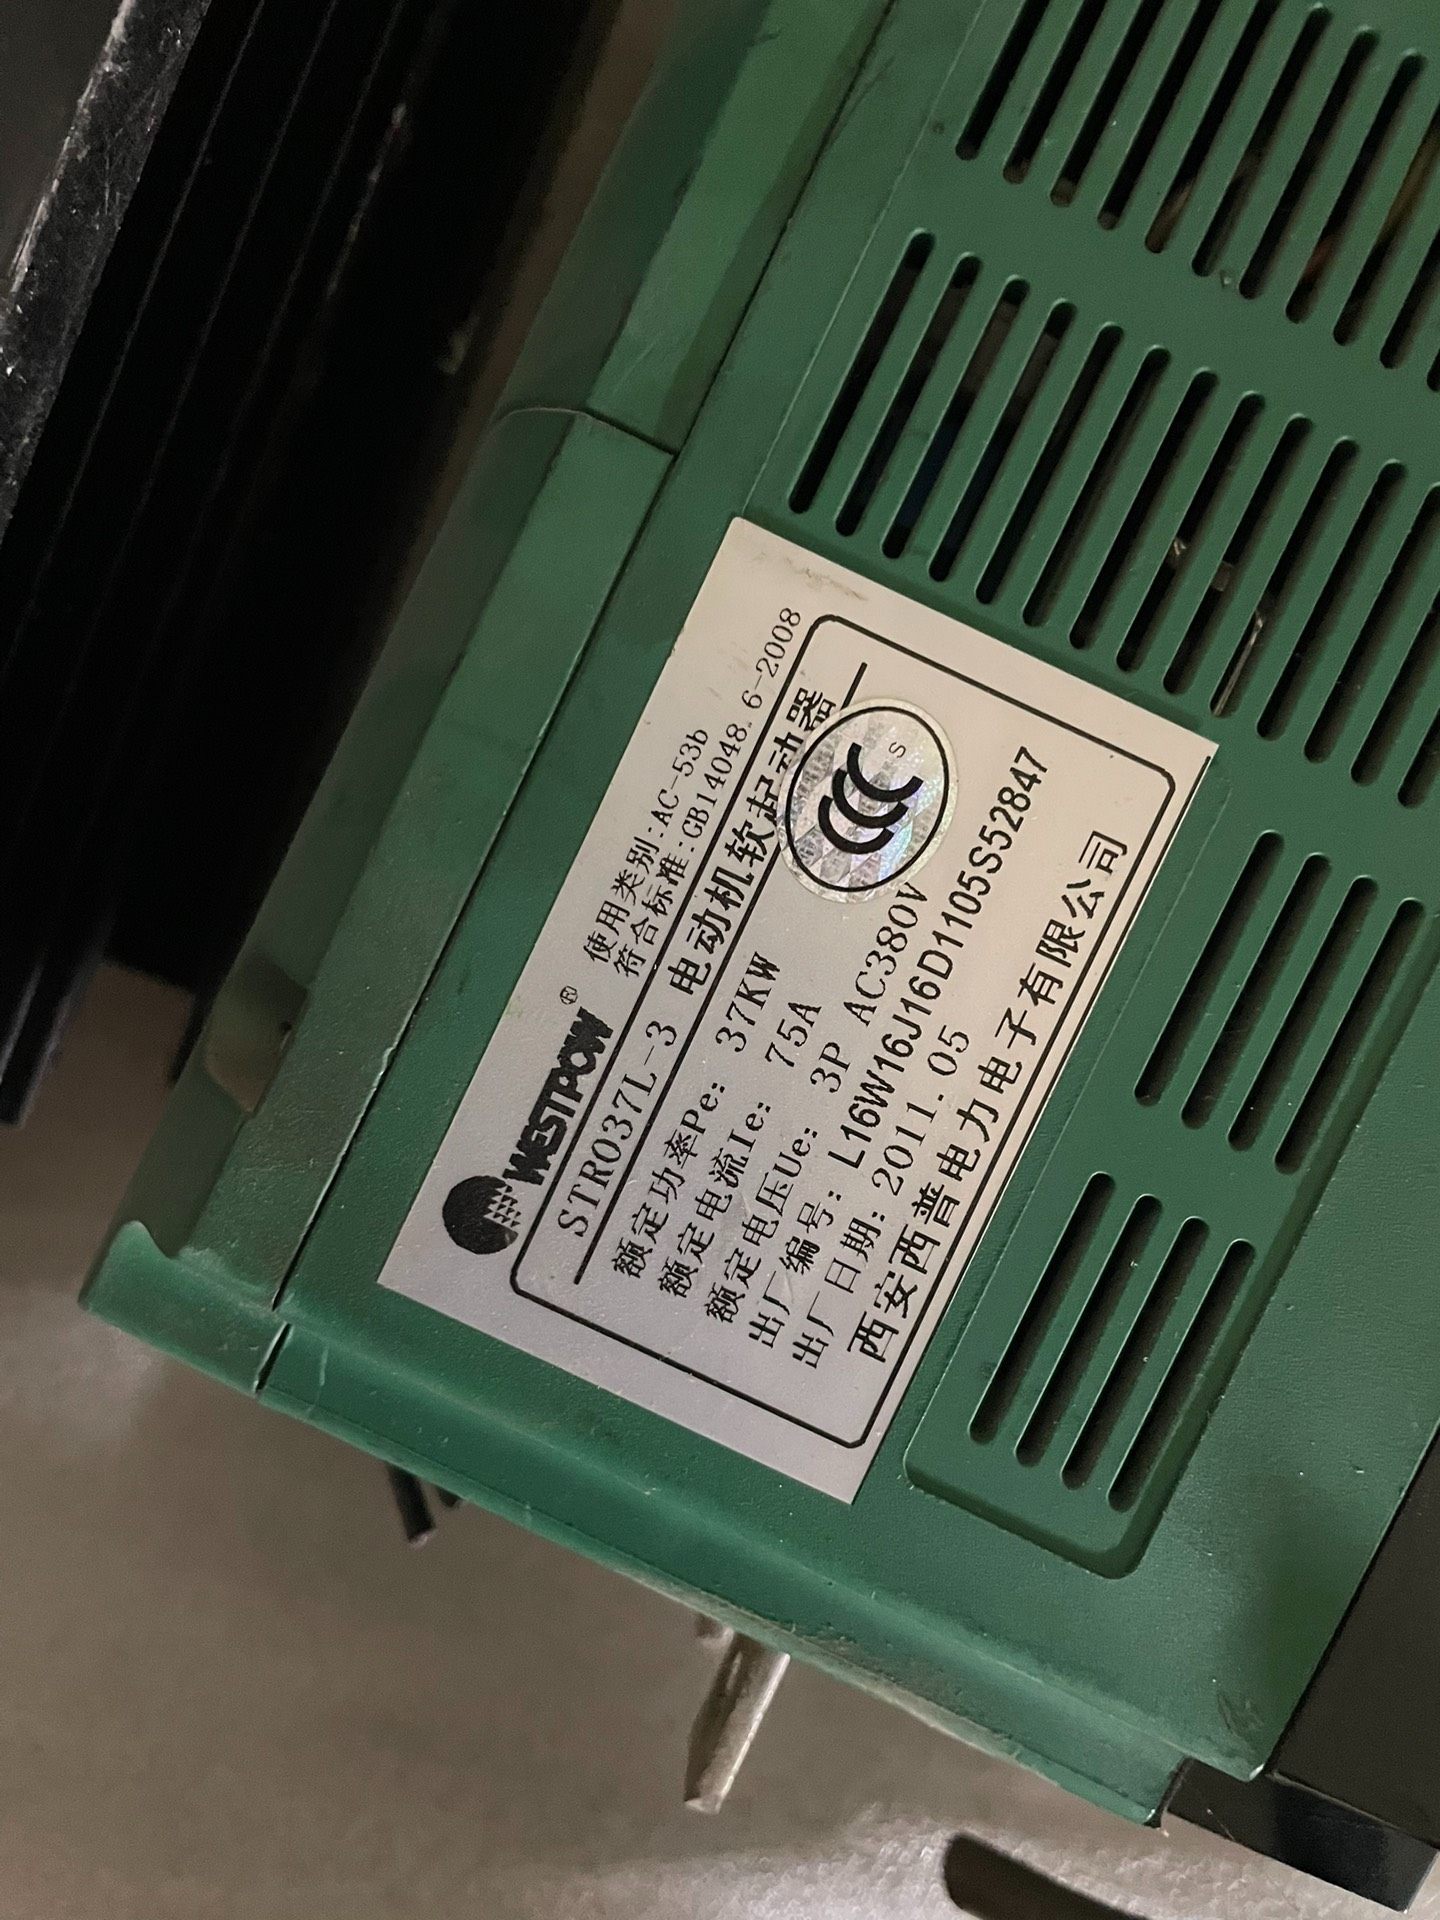 WESTPOW®
使用类别:AC-53b
符合标准:GB14048.6-2008
STR037L-3 电动机软起动器
额定功率Pe: 37KW
额定电流Ie: 75A
额定电压Ue: 3P AC380V
出厂编号: L16W16J16D1105S52847
出厂日期: 2011.05
西安西普电力电子有限公司
CCC
S